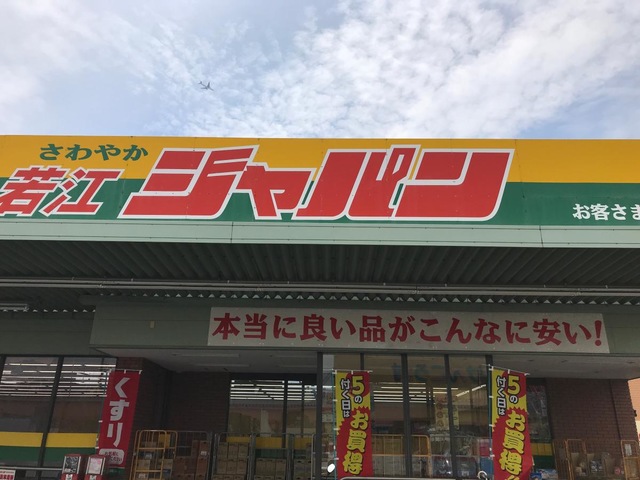 さわやか
若江 ジャパン
お客さま
本当に良い品がこんなに安い!
くすり
5の
付く日は
お買得
5の
付く日は
お買得